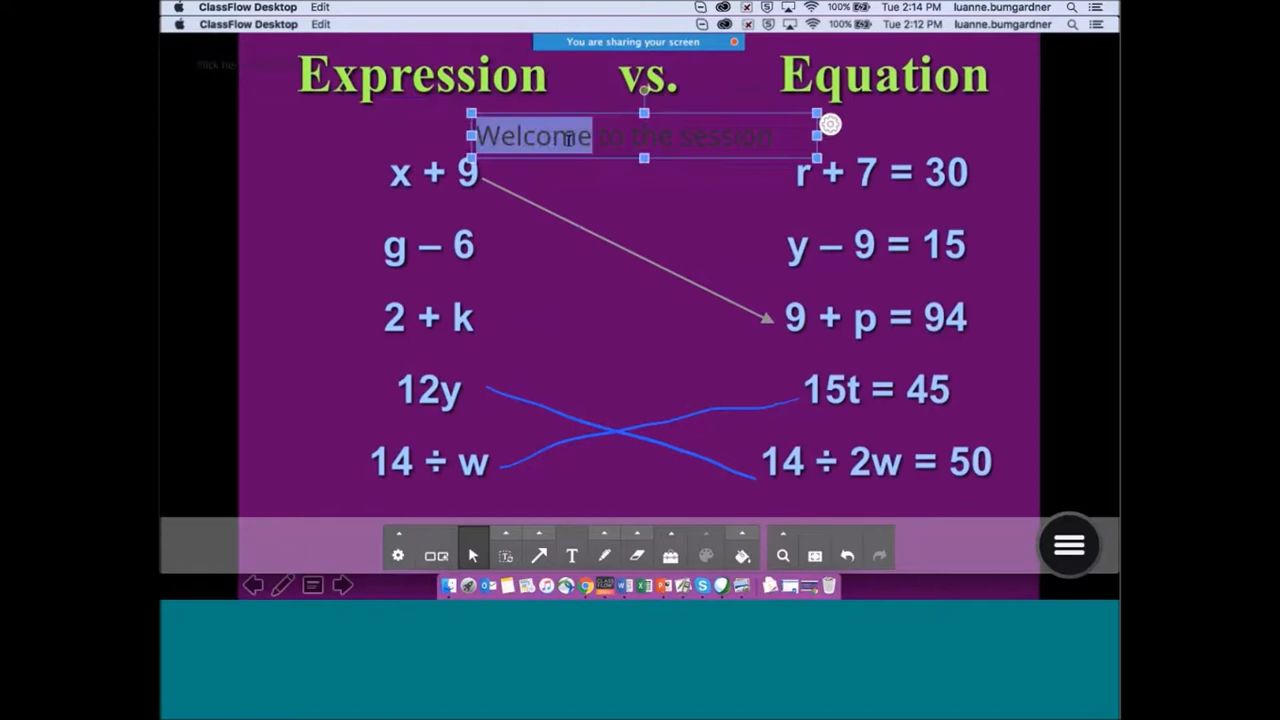 ClassFlow Desktop Edit 100% Tue 2:14 PM luanne.bumgardner
ClassFlow Desktop Edit 100% Tue 2:12 PM luanne.bumgardner
You are sharing your screen
Expression vs. Equation
Welcome to the session
x + 9 r + 7 = 30
g – 6 y – 9 = 15
2 + k 9 + p = 94
12y 15t = 45
14 ÷ w 14 ÷ 2w = 50
T